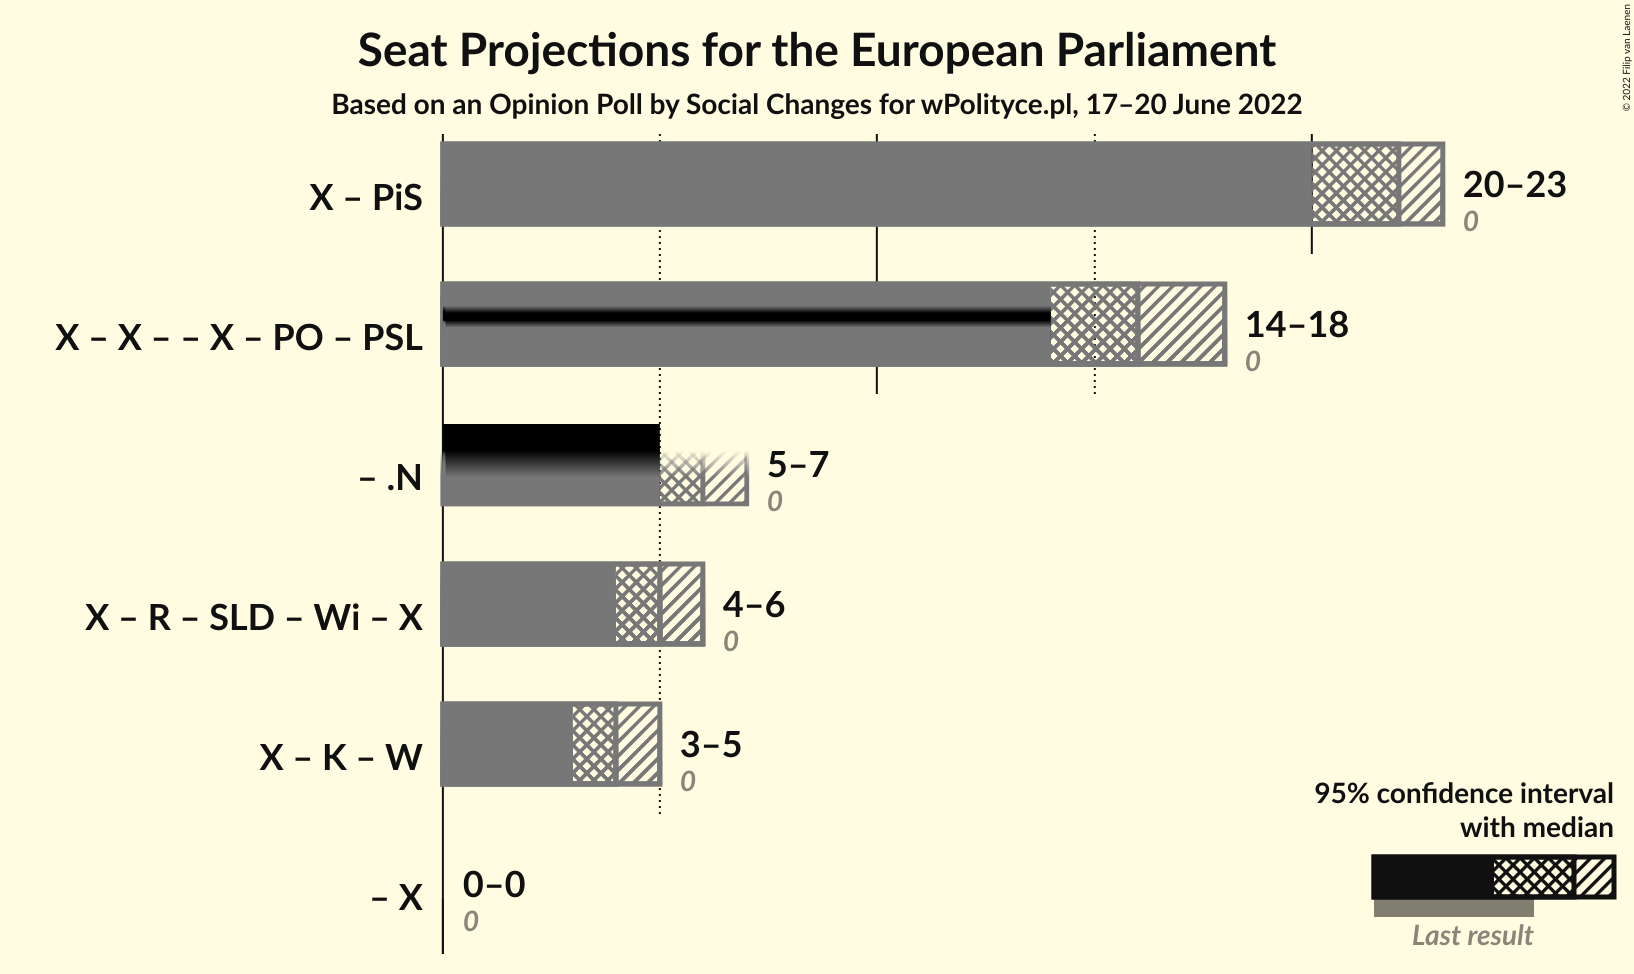 Seat Projections for the European Parliament
Based on an Opinion Poll by Social Changes for wPolityce.pl, 17–20 June 2022
© 2022 Filip van Laenen
X – PiS
20–23
0
X – X – – X – PO – PSL
14–18
0
– .N
5–7
0
X – R – SLD – Wi – X
4–6
0
X – K – W
3–5
0
– X
0–0
0
95% confidence interval
with median
Last result